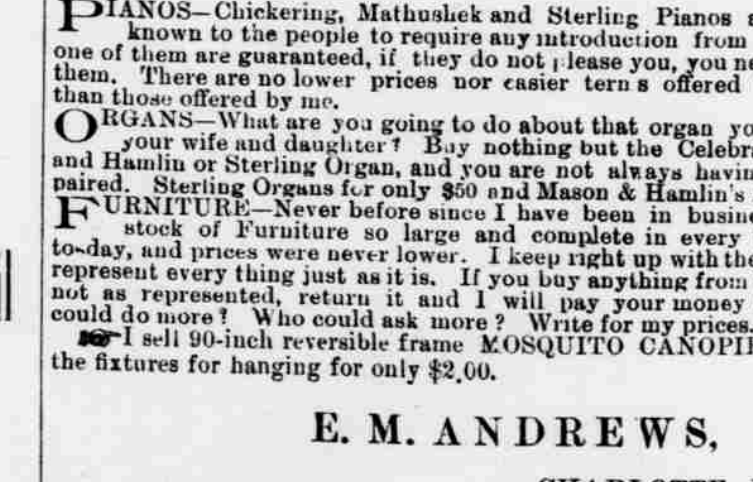 PIANOS—Chickering, Mathushek and Sterling Pianos
known to the people to require any introduction from
one of them are guaranteed, if they do not please you, you
them. There are no lower prices nor easier terms offered
than those offered by me.
ORGANS—What are you going to do about that organ
your wife and daughter? Buy nothing but the
and Hamlin or Sterling Organ, and you are not always
paired. Sterling Organs for only $50 and Mason & Hamlin's
FURNITURE—Never before since I have been in
stock of Furniture so large and complete in every
to-day, and prices were never lower. I keep right up with the
represent every thing just as it is. If you buy anything from
not as represented, return it and I will pay your money
could do more? Who could ask more? Write for my prices.
☛I sell 90-inch reversible frame MOSQUITO
the fixtures for hanging for only $2.00.
E. M. ANDREWS,